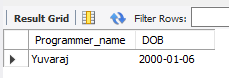 Result Grid Filter Rows:
Programmer_name DOB
Yuvaraj 2000-01-06